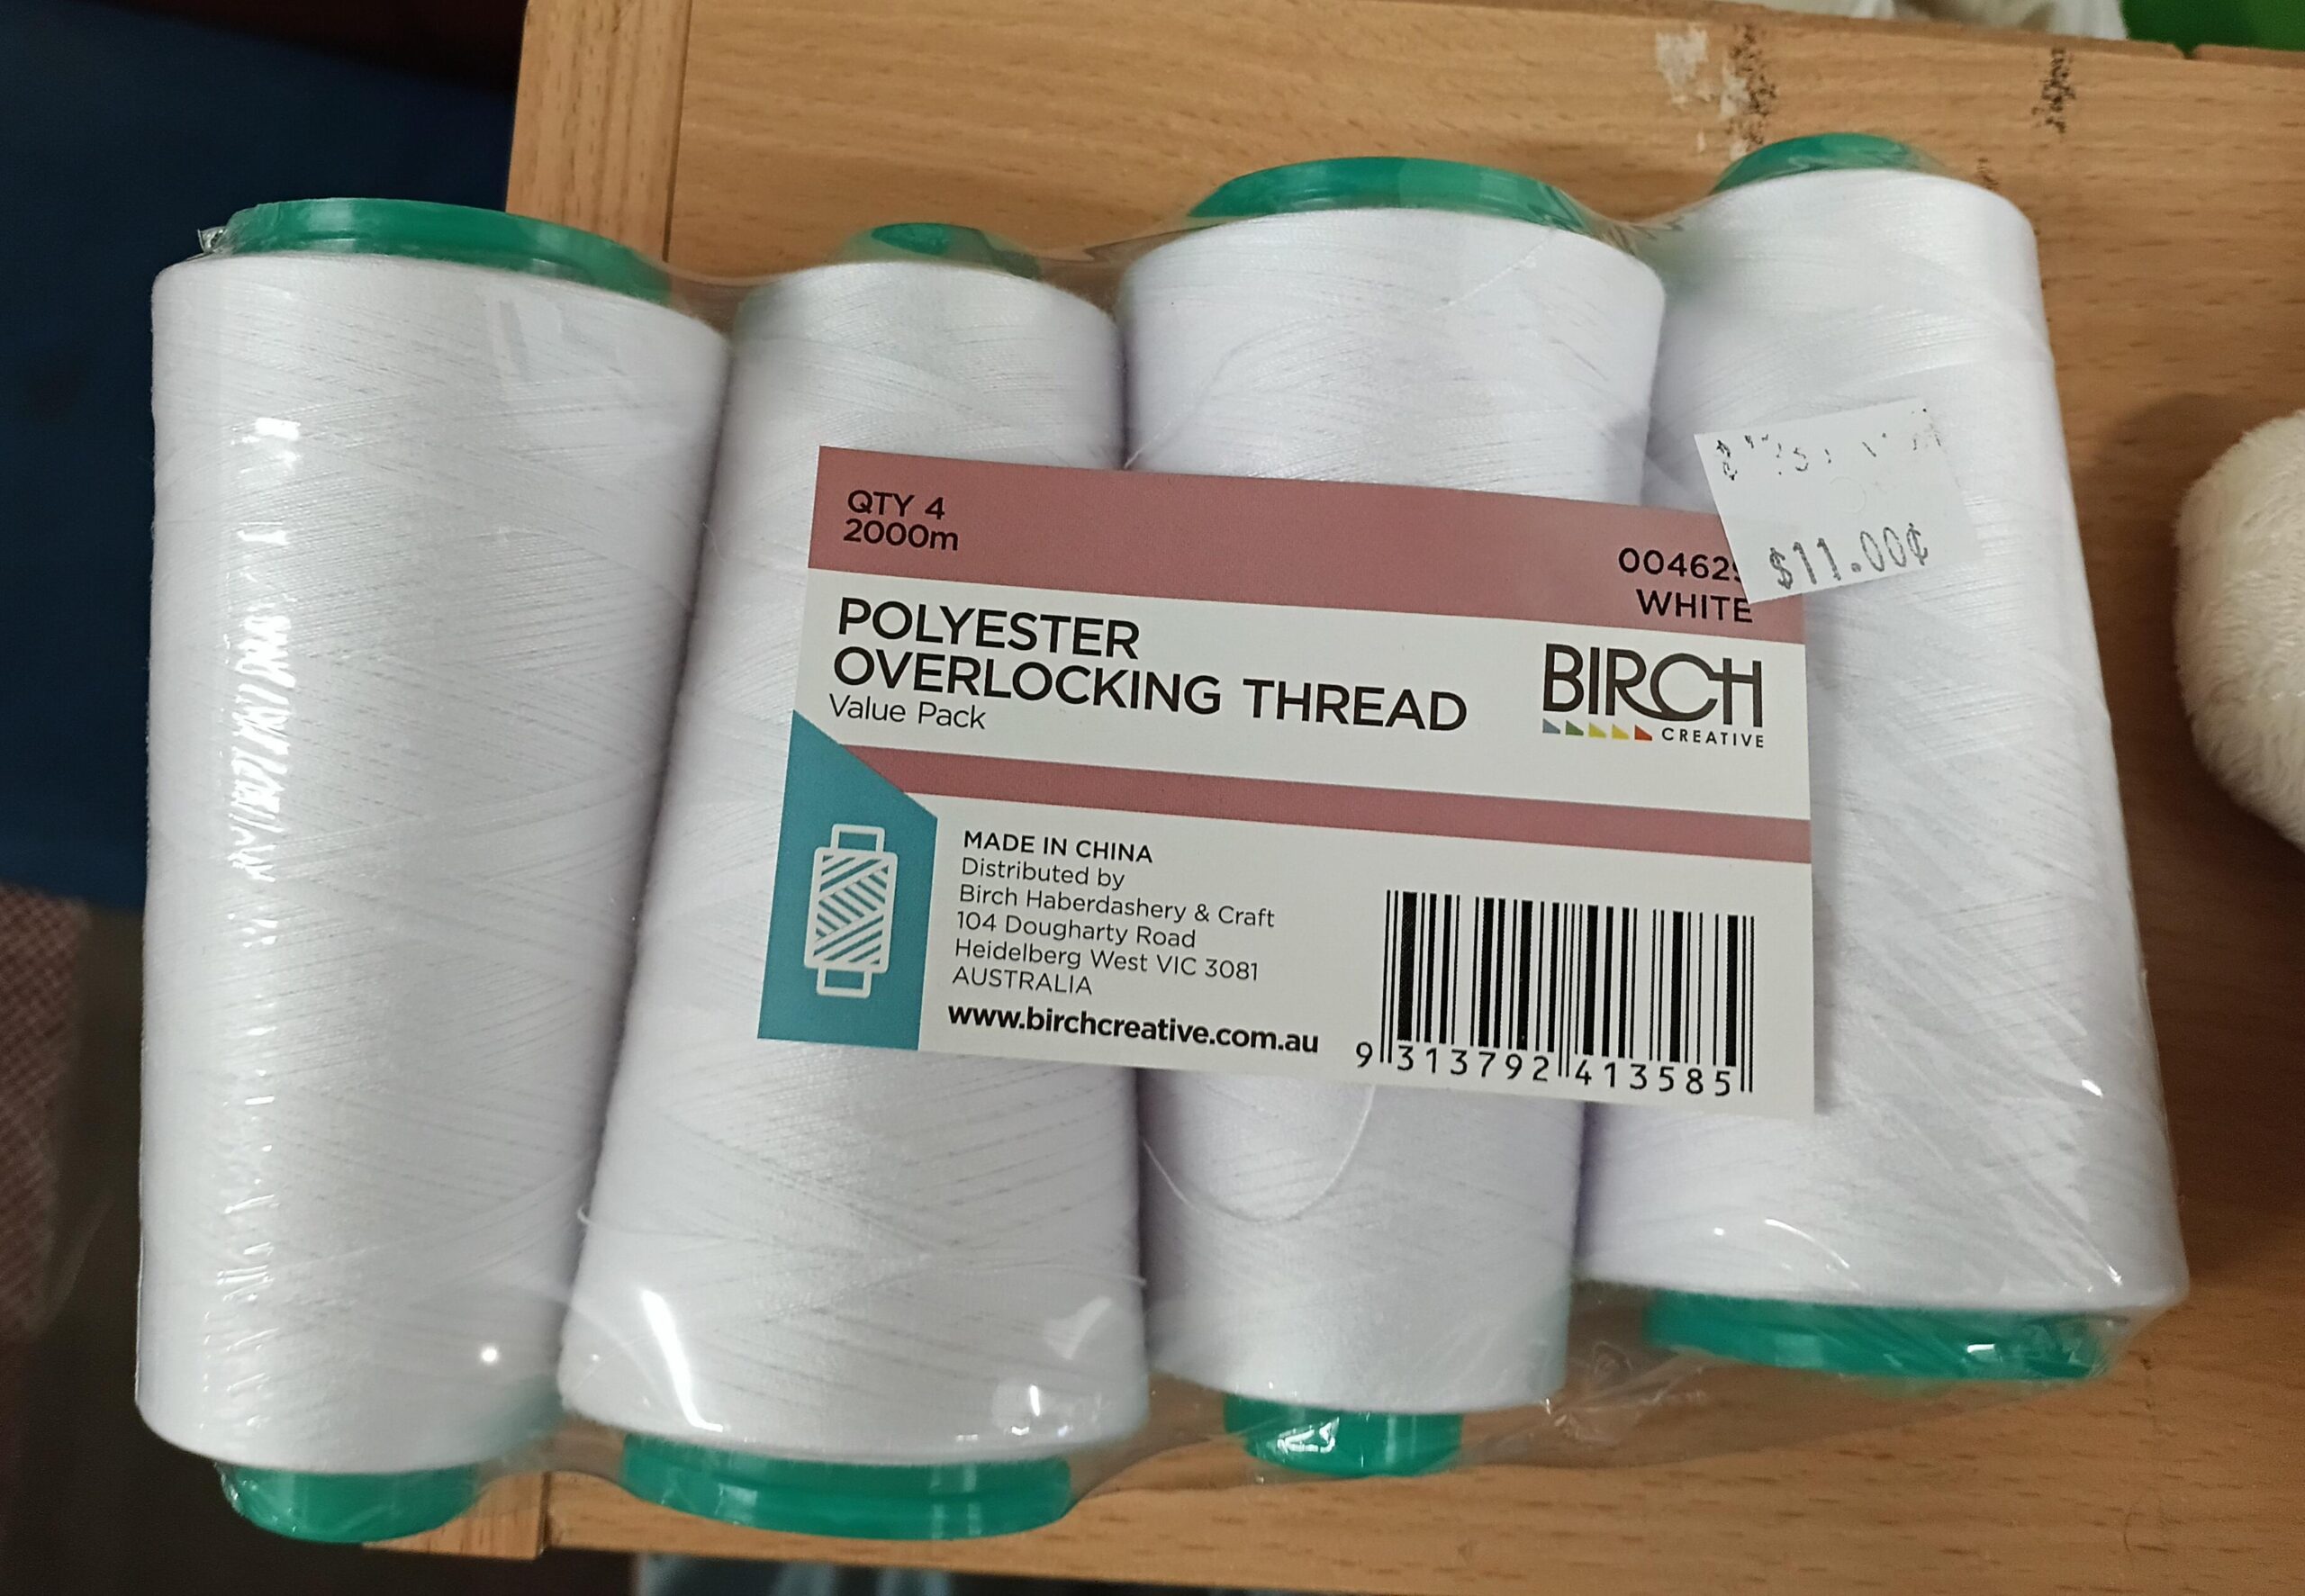 QTY 4
2000m
$11.00¢
WHITE
POLYESTER
OVERLOCKING THREAD
Value Pack
BIRCH
CREATIVE
MADE IN CHINA
Distributed by
Birch Haberdashery & Craft
104 Dougharty Road
Heidelberg West VIC 3081
AUSTRALIA
www.birchcreative.com.au
9 313792 413585